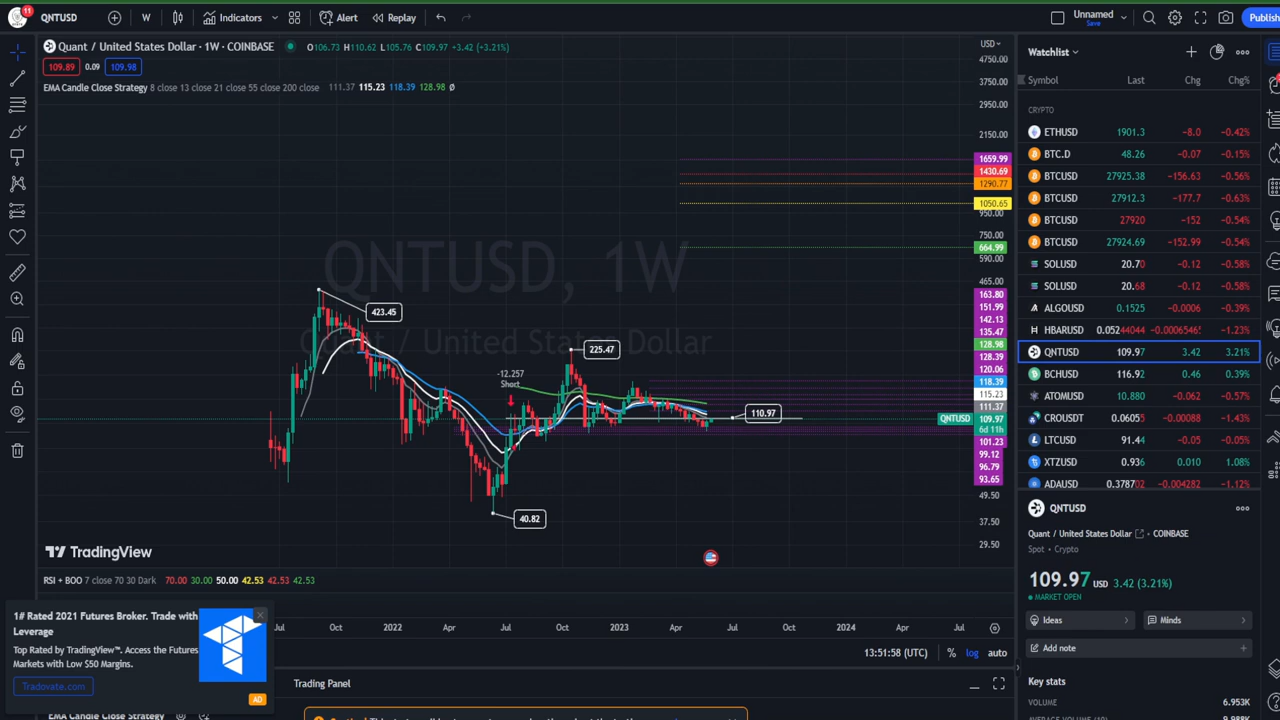 11
QNTUSD
W
Indicators
Alert
Replay
Unnamed
Save
Publish
Quant / United States Dollar · 1W · COINBASE
O106.73 H110.62 L105.76 C109.97 +3.42 (+3.21%)
109.89 0.09 109.98
EMA Candle Close Strategy 8 close 13 close 21 close 55 close 200 close 111.37 115.23 118.39 128.98 Ø
QNTUSD, 1W
Quant / United States Dollar
423.45
225.47
-12.257
Short
110.97
40.82
USD
4750.00
3750.00
2950.00
2150.00
1659.99
1430.69
1290.77
1050.65
950.00
750.00
664.99
590.00
465.00
163.80
151.99
142.13
135.47
128.98
128.39
120.06
118.39
115.23
111.37
QNTUSD 109.97
6d 11h
101.23
99.12
96.79
93.65
49.50
37.50
29.50
TradingView
RSI + BOO 7 close 70 30 Dark 70.00 30.00 50.00 42.53 42.53 42.53
Jul Oct 2022 Apr Jul Oct 2023 Apr Jul Oct 2024 Apr Jul
13:51:58 (UTC) % log auto
1# Rated 2021 Futures Broker. Trade with
Leverage
Top Rated by TradingView™. Access the Futures
Markets with Low $50 Margins.
Tradovate.com
AD
Trading Panel
EMA Candle Close Strategy
Watchlist
Symbol Last Chg Chg%
CRYPTO
ETHUSD 1901.3 -8.0 -0.42%
BTC.D 48.26 -0.07 -0.15%
BTCUSD 27925.38 -156.63 -0.56%
BTCUSD 27912.3 -177.7 -0.63%
BTCUSD 27920 -152 -0.54%
BTCUSD 27924.69 -152.99 -0.54%
SOLUSD 20.70 -0.12 -0.58%
SOLUSD 20.68 -0.12 -0.58%
ALGOUSD 0.1525 -0.0006 -0.39%
HBARUSD 0.05244044 -0.0006546 -1.23%
QNTUSD 109.97 3.42 3.21%
BCHUSD 116.92 0.46 0.39%
ATOMUSD 10.880 -0.062 -0.57%
CROUSDT 0.06055 -0.00088 -1.43%
LTCUSD 91.44 -0.05 -0.05%
XTZUSD 0.936 0.010 1.08%
ADAUSD 0.378702 -0.004282 -1.12%
QNTUSD
Quant / United States Dollar COINBASE
Spot • Crypto
109.97 USD 3.42 (3.21%)
MARKET OPEN
Ideas
Minds
Add note
Key stats
VOLUME 6.953K